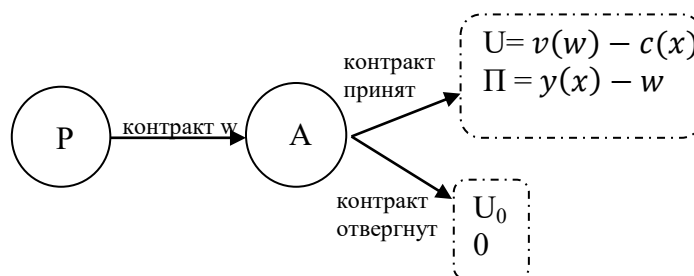 P
контракт w
A
контракт
принят
U= v(w) − c(x)
Π = y(x) − w
контракт
отвергнут
U₀
0